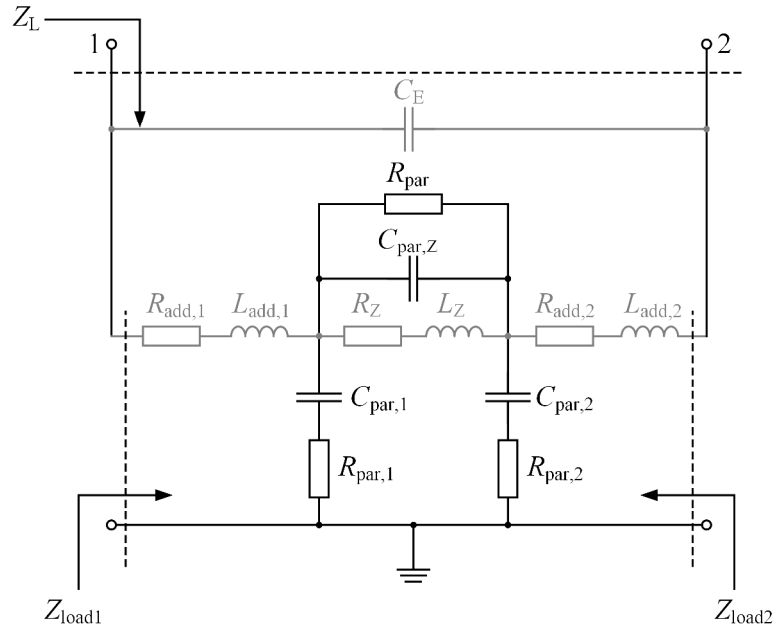 Z_L
1
2
C_E
R_par
C_par,Z
R_add,1
L_add,1
R_Z
L_Z
R_add,2
L_add,2
C_par,1
C_par,2
R_par,1
R_par,2
Z_load1
Z_load2